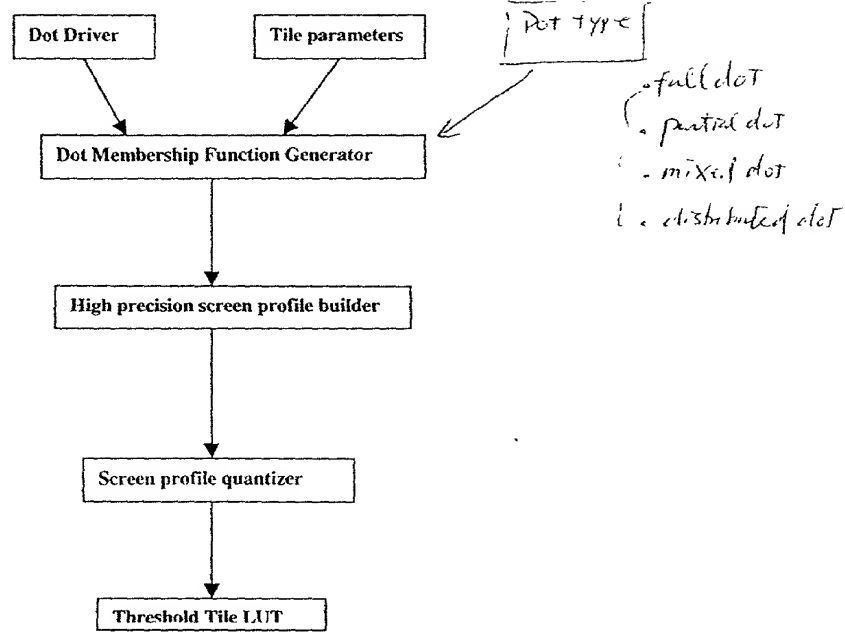 Dot Driver
Tile parameters
Dot type
. full dot
. partial dot
. mixed dot
. distributed dot
Dot Membership Function Generator
High precision screen profile builder
Screen profile quantizer
Threshold Tile LUT